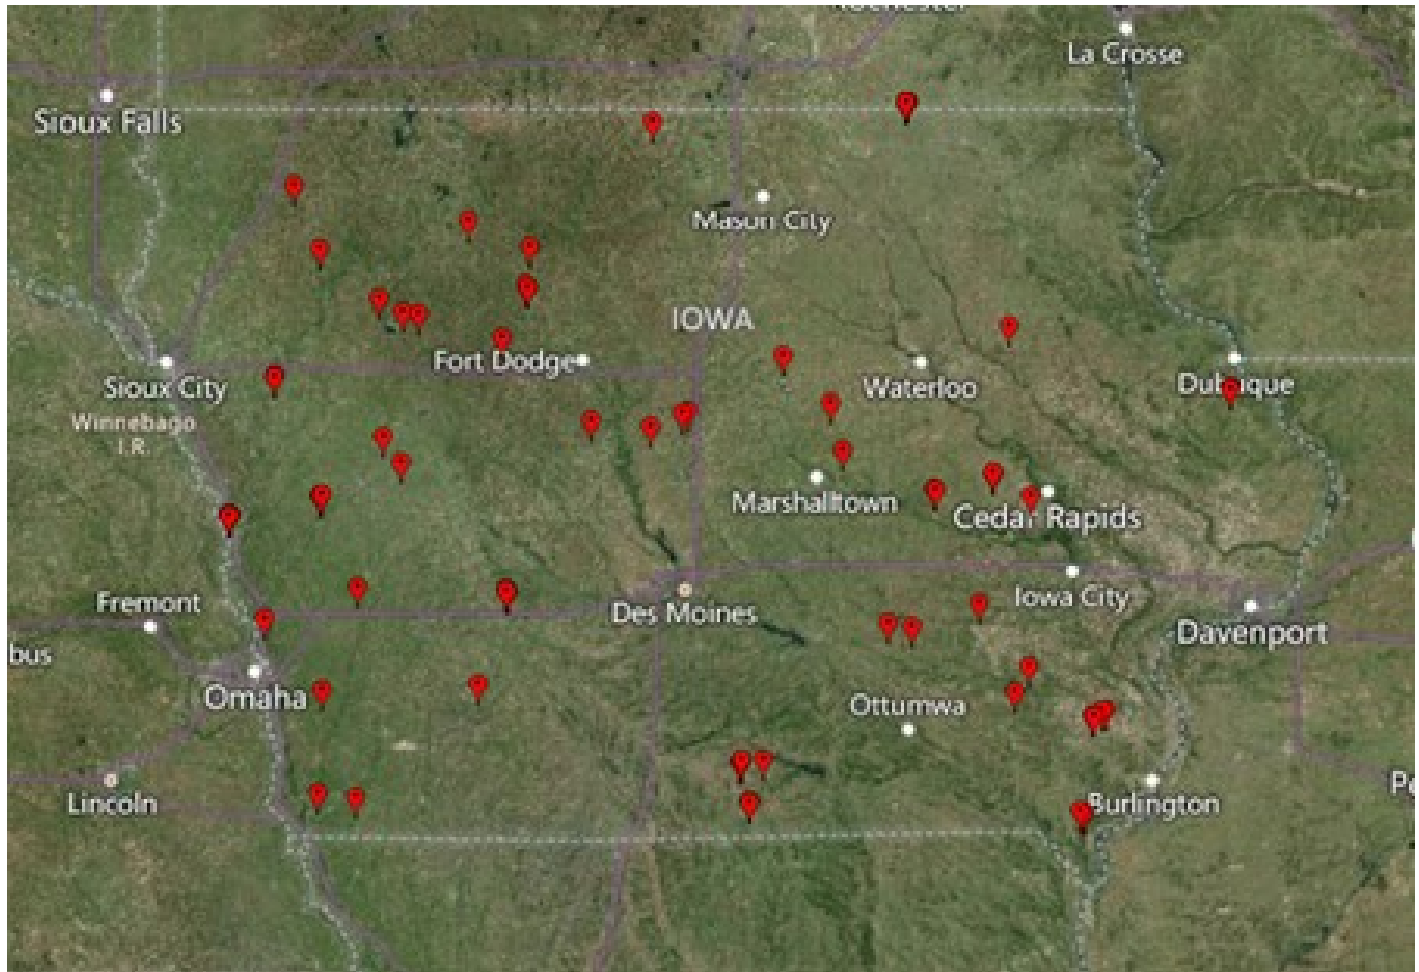 La Crosse
Sioux Falls
Mason City
IOWA
Fort Dodge
Sioux City
Waterloo
Dubuque
Winnebago
I.R.
Marshalltown
Cedar Rapids
Fremont
Des Moines
Iowa City
Davenport
bus
Omaha
Ottumwa
Lincoln
Burlington